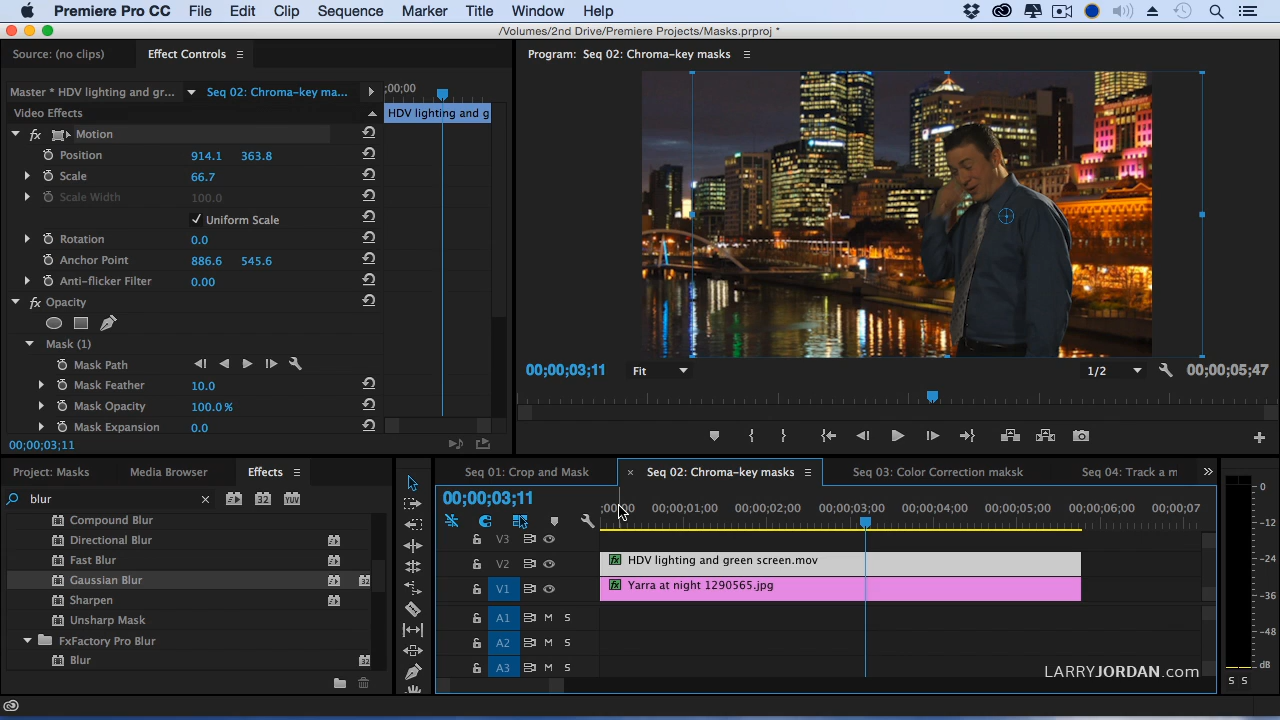 Premiere Pro CC File Edit Clip Sequence Marker Title Window Help
/Volumes/2nd Drive/Premiere Projects/Masks.prproj *
Source: (no clips) Effect Controls
Program: Seq 02: Chroma-key masks
Master * HDV lighting and gr... Seq 02: Chroma-key ma...
;00;00
Video Effects
HDV lighting and g
fx Motion
Position 914.1 363.8
Scale 66.7
Scale Width 100.0
Uniform Scale
Rotation 0.0
Anchor Point 886.6 545.6
Anti-flicker Filter 0.00
fx Opacity
Mask (1)
Mask Path
Mask Feather 10.0
Mask Opacity 100.0 %
Mask Expansion 0.0
00;00;03;11
00;00;03;11 Fit 1/2 00;00;05;47
Project: Masks Media Browser Effects
blur
Compound Blur
Directional Blur
Fast Blur
Gaussian Blur
Sharpen
Unsharp Mask
FxFactory Pro Blur
Blur
32 YUV
32
32
Seq 01: Crop and Mask Seq 02: Chroma-key masks Seq 03: Color Correction maksk Seq 04: Track a m
00;00;03;11
;00;00 00;00;01;00 00;00;02;00 00;00;03;00 00;00;04;00 00;00;05;00 00;00;06;00 00;00;07
V3
V2 fx HDV lighting and green screen.mov
V1 fx Yarra at night 1290565.jpg
A1 M S
A2 M S
A3 M S
LARRYJORDAN.com
0
-12
-24
-36
-48
dB
S S